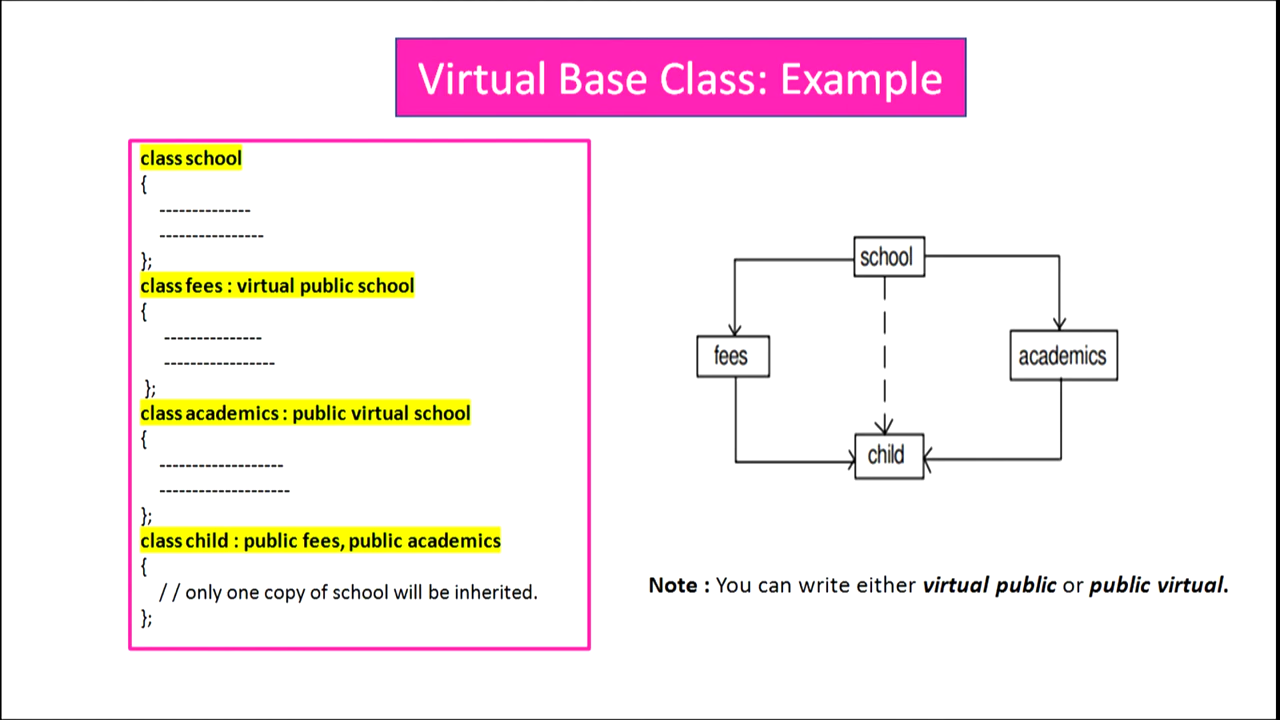 Virtual Base Class: Example
class school
{
--------------
----------------
};
class fees : virtual public school
{
---------------
-----------------
};
class academics : public virtual school
{
-------------------
--------------------
};
class child : public fees, public academics
{
/ / only one copy of school will be inherited.
};
school
fees
academics
child
Note : You can write either virtual public or public virtual.